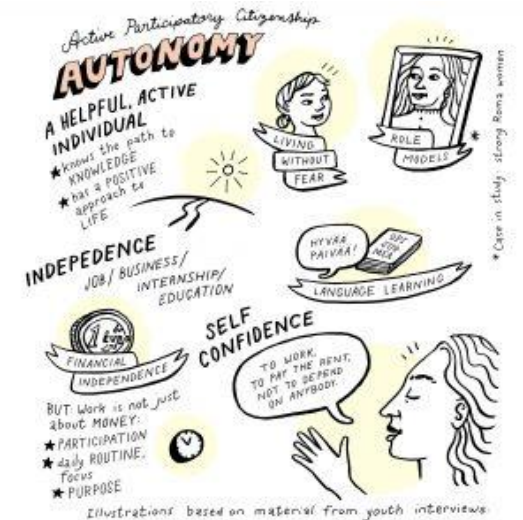 Active Participatory Citizenship
AUTONOMY
A HELPFUL, ACTIVE
INDIVIDUAL
★ knows the path to
KNOWLEDGE
★ has a POSITIVE
approach to
LIFE
LIVING
WITHOUT
FEAR
ROLE
MODELS *
* Case in study: strong Roma women
INDEPEDENCE
JOB/ BUSINESS/
INTERNSHIP/
EDUCATION
HYVÄÄ
PÄIVÄÄ!
LANGUAGE LEARNING
1
FINANCIAL
INDEPENDENCE
BUT: Work is not just
about MONEY:
★ PARTICIPATION
★ daily ROUTINE,
focus
★ PURPOSE
SELF
CONFIDENCE
TO WORK,
TO PAY THE RENT,
NOT TO DEPEND
ON ANYBODY.
Illustrations based on material from youth interviews